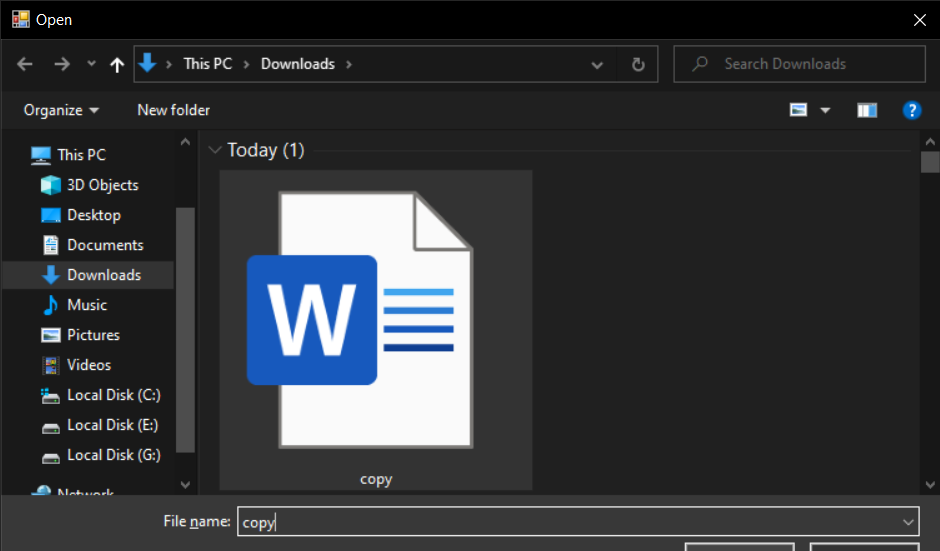 Open
This PC Downloads
Search Downloads
Organize New folder
?
This PC
3D Objects
Desktop
Documents
Downloads
Music
Pictures
Videos
Local Disk (C:)
Local Disk (E:)
Local Disk (G:)
Network
Today (1)
W
copy
File name: copy